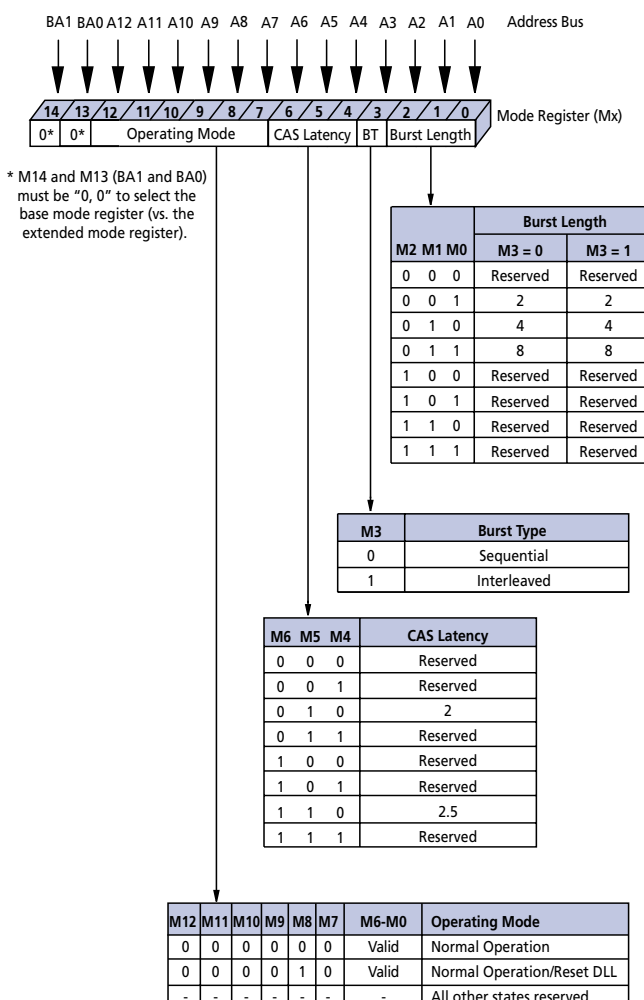 BA1 BA0 A12 A11 A10 A9 A8 A7 A6 A5 A4 A3 A2 A1 A0 Address Bus
14 13 12 11 10 9 8 7 6 5 4 3 2 1 0 Mode Register (Mx)
0* 0* Operating Mode CAS Latency BT Burst Length
* M14 and M13 (BA1 and BA0)
must be “0, 0” to select the
base mode register (vs. the
extended mode register).
Burst Length
M2 M1 M0 M3 = 0 M3 = 1
0 0 0 Reserved Reserved
0 0 1 2 2
0 1 0 4 4
0 1 1 8 8
1 0 0 Reserved Reserved
1 0 1 Reserved Reserved
1 1 0 Reserved Reserved
1 1 1 Reserved Reserved
M3 Burst Type
0 Sequential
1 Interleaved
M6 M5 M4 CAS Latency
0 0 0 Reserved
0 0 1 Reserved
0 1 0 2
0 1 1 Reserved
1 0 0 Reserved
1 0 1 Reserved
1 1 0 2.5
1 1 1 Reserved
M12 M11 M10 M9 M8 M7 M6-M0 Operating Mode
0 0 0 0 0 0 Valid Normal Operation
0 0 0 0 1 0 Valid Normal Operation/Reset DLL
- - - - - - - All other states reserved